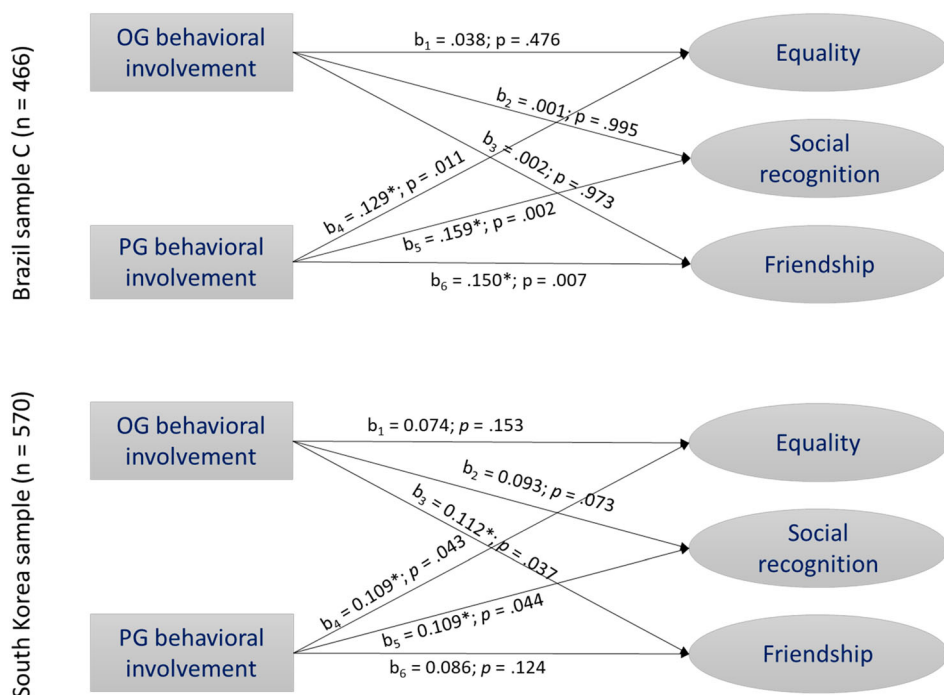 Brazil sample C (n = 466)
OG behavioral
involvement
b₁ = .038; p = .476
Equality
b₂ = .001; p = .995
Social
recognition
b₃ = .002; p = .973
b₄ = .129*; p = .011
PG behavioral
involvement
b₅ = .159*; p = .002
Friendship
b₆ = .150*; p = .007
South Korea sample (n = 570)
OG behavioral
involvement
b₁ = 0.074; p = .153
Equality
b₂ = 0.093; p = .073
Social
recognition
b₃ = 0.112*; p = .037
b₄ = 0.109*; p = .043
PG behavioral
involvement
b₅ = 0.109*; p = .044
Friendship
b₆ = 0.086; p = .124